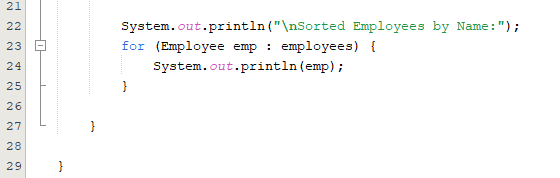 21
22 System.out.println("\nSorted Employees by Name:");
23 for (Employee emp : employees) {
24 System.out.println(emp);
25 }
26
27 }
28
29 }